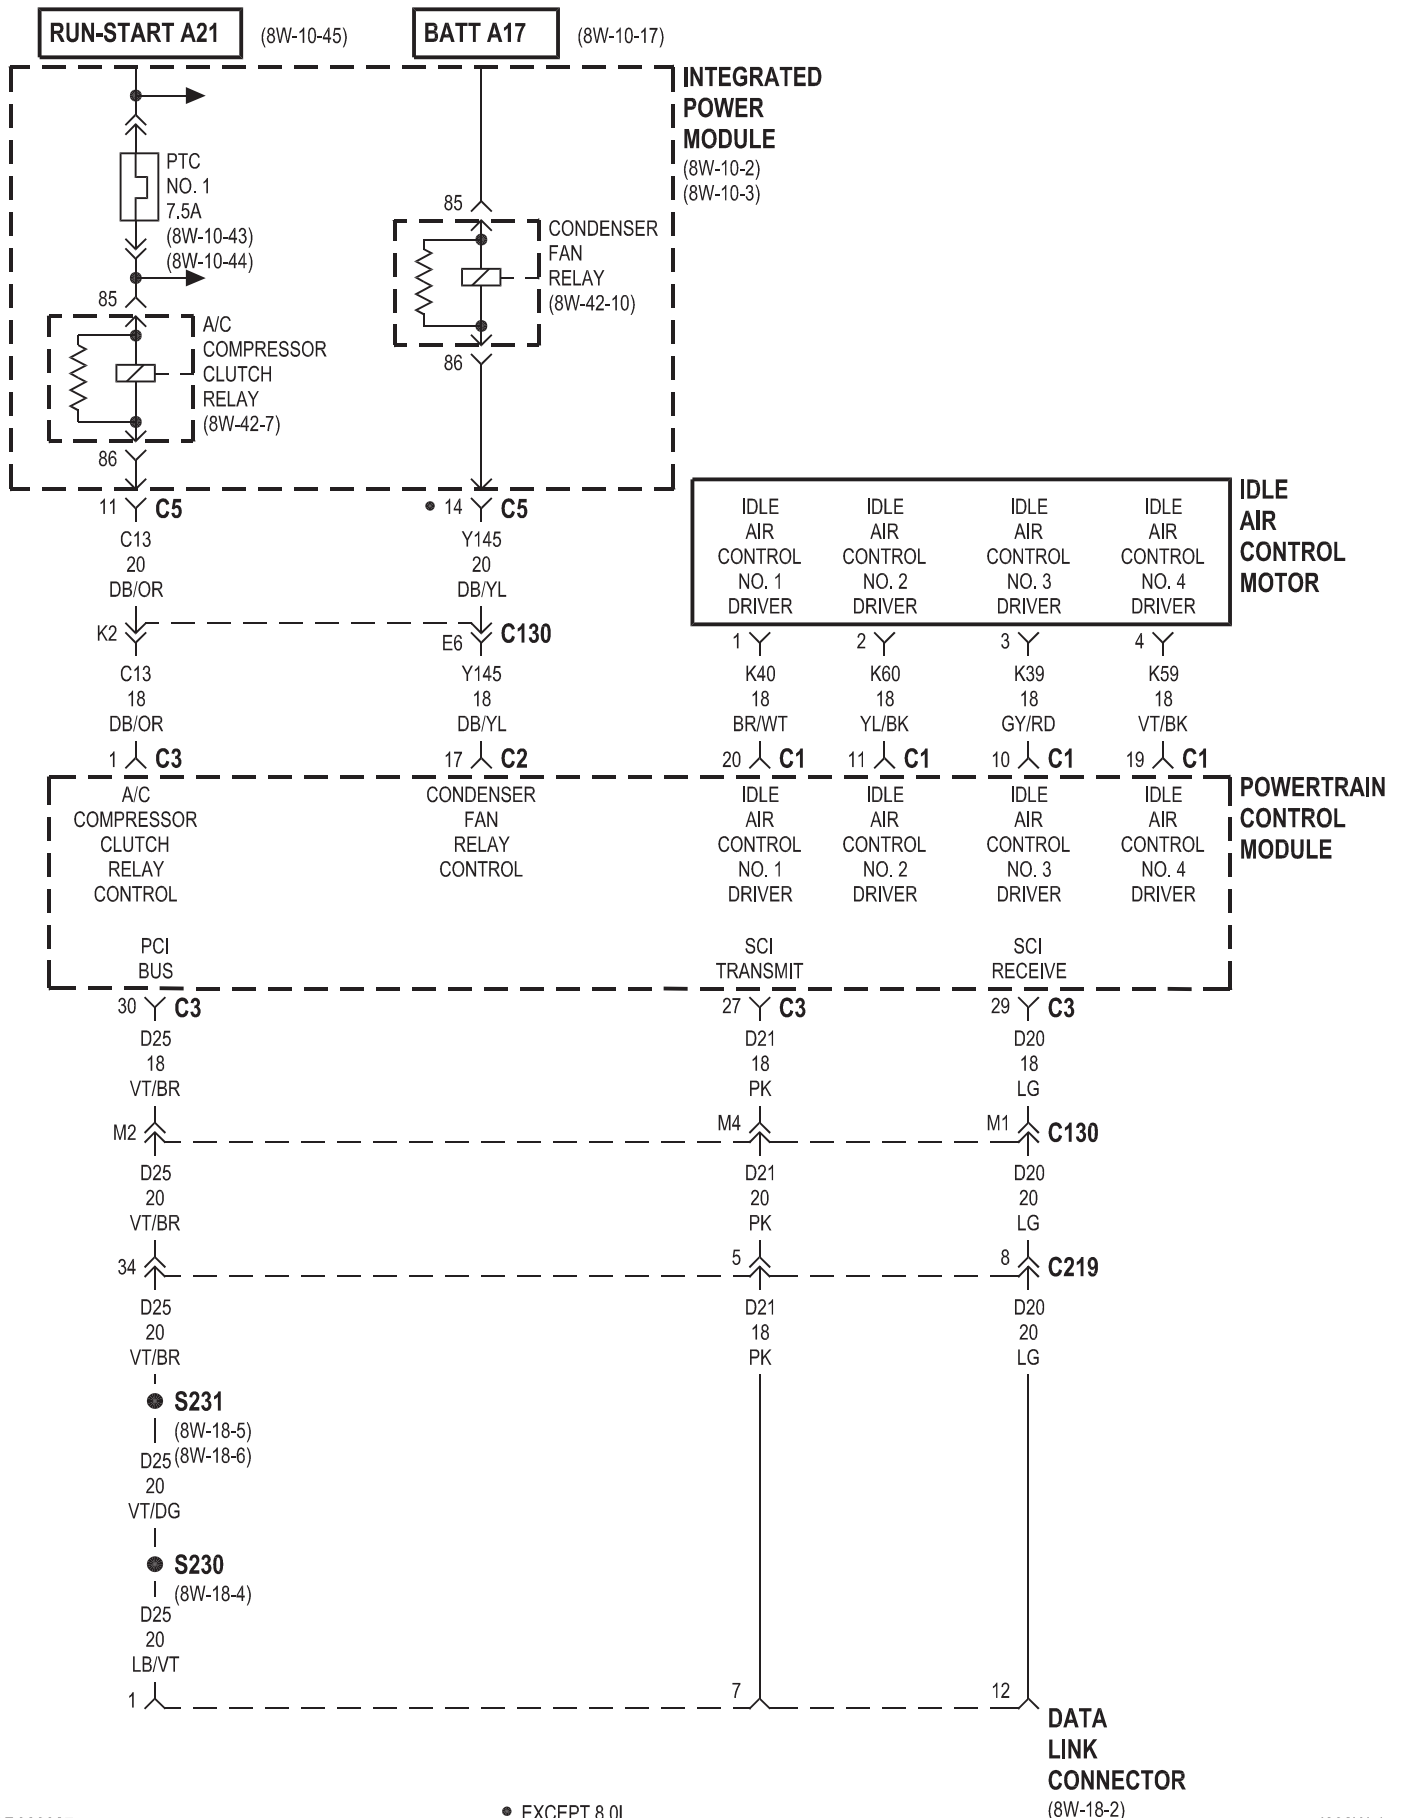 RUN-START A21 (8W-10-45) BATT A17 (8W-10-17)
INTEGRATED
POWER
MODULE
(8W-10-2)
(8W-10-3)
PTC
NO. 1
7.5A
(8W-10-43)
(8W-10-44)
85
A/C
COMPRESSOR
CLUTCH
RELAY
(8W-42-7)
86
85
CONDENSER
FAN
RELAY
(8W-42-10)
86
11 C5
C13
20
DB/OR
K2
C13
18
DB/OR
1 C3
• 14 C5
Y145
20
DB/YL
E6 C130
Y145
18
DB/YL
17 C2
IDLE
AIR
CONTROL
MOTOR
IDLE IDLE IDLE IDLE
AIR AIR AIR AIR
CONTROL CONTROL CONTROL CONTROL
NO. 1 NO. 2 NO. 3 NO. 4
DRIVER DRIVER DRIVER DRIVER
1 2 3 4
K40 K60 K39 K59
18 18 18 18
BR/WT YL/BK GY/RD VT/BK
20 C1 11 C1 10 C1 19 C1
POWERTRAIN
CONTROL
MODULE
A/C
COMPRESSOR
CLUTCH
RELAY
CONTROL
CONDENSER
FAN
RELAY
CONTROL
IDLE IDLE IDLE IDLE
AIR AIR AIR AIR
CONTROL CONTROL CONTROL CONTROL
NO. 1 NO. 2 NO. 3 NO. 4
DRIVER DRIVER DRIVER DRIVER
PCI SCI SCI
BUS TRANSMIT RECEIVE
30 C3 27 C3 29 C3
D25 D21 D20
18 18 18
VT/BR PK LG
M2 M4 M1 C130
D25 D21 D20
20 20 20
VT/BR PK LG
34 5 8 C219
D25 D21 D20
20 18 20
VT/BR PK LG
S231
(8W-18-5)
(8W-18-6)
D25
20
VT/DG
S230
(8W-18-4)
D25
20
LB/VT
1 7 12
DATA
LINK
CONNECTOR
(8W-18-2)
• EXCEPT 8.0L